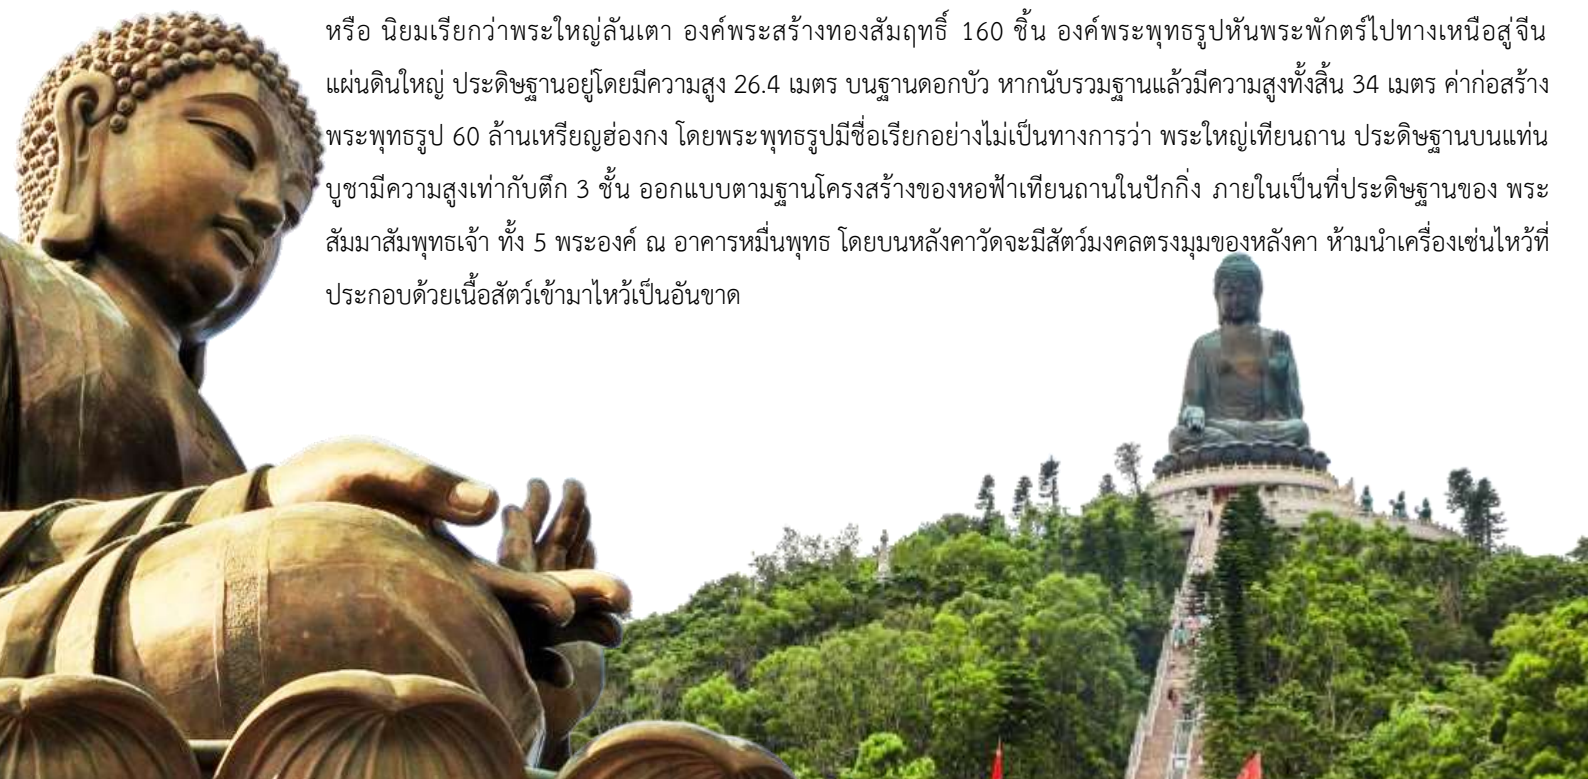 หรือ นิยมเรียกว่าพระใหญ่ลันเตา องค์พระสร้างทองสัมฤทธิ์ 160 ชิ้น องค์พระพุทธรูปหันพระพักตร์ไปทางเหนือสู่จีน
แผ่นดินใหญ่ ประดิษฐานอยู่โดยมีความสูง 26.4 เมตร บนฐานดอกบัว หากนับรวมฐานแล้วมีความสูงทั้งสิ้น 34 เมตร ค่าก่อสร้าง
พระพุทธรูป 60 ล้านเหรียญฮ่องกง โดยพระพุทธรูปมีชื่อเรียกอย่างไม่เป็นทางการว่า พระใหญ่เทียนถาน ประดิษฐานบนแท่น
บูชามีความสูงเท่ากับตึก 3 ชั้น ออกแบบตามฐานโครงสร้างของหอฟ้าเทียนถานในปักกิ่ง ภายในเป็นที่ประดิษฐานของ พระ
สัมมาสัมพุทธเจ้า ทั้ง 5 พระองค์ ณ อาคารหมื่นพุทธ โดยบนหลังคาวัดจะมีสัตว์มงคลตรงมุมของหลังคา ห้ามนำเครื่องเซ่นไหว้ที่
ประกอบด้วยเนื้อสัตว์เข้ามาไหว้เป็นอันขาด